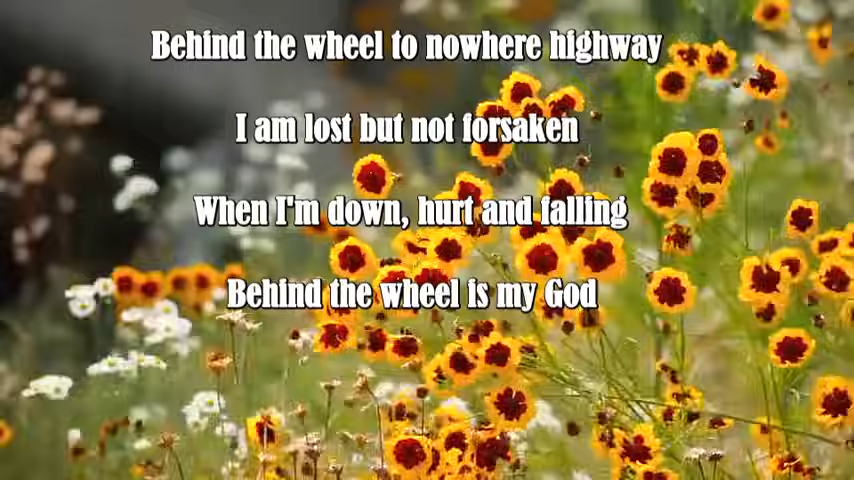 Behind the wheel to nowhere highway
I am lost but not forsaken
When I'm down, hurt and falling
Behind the wheel is my God